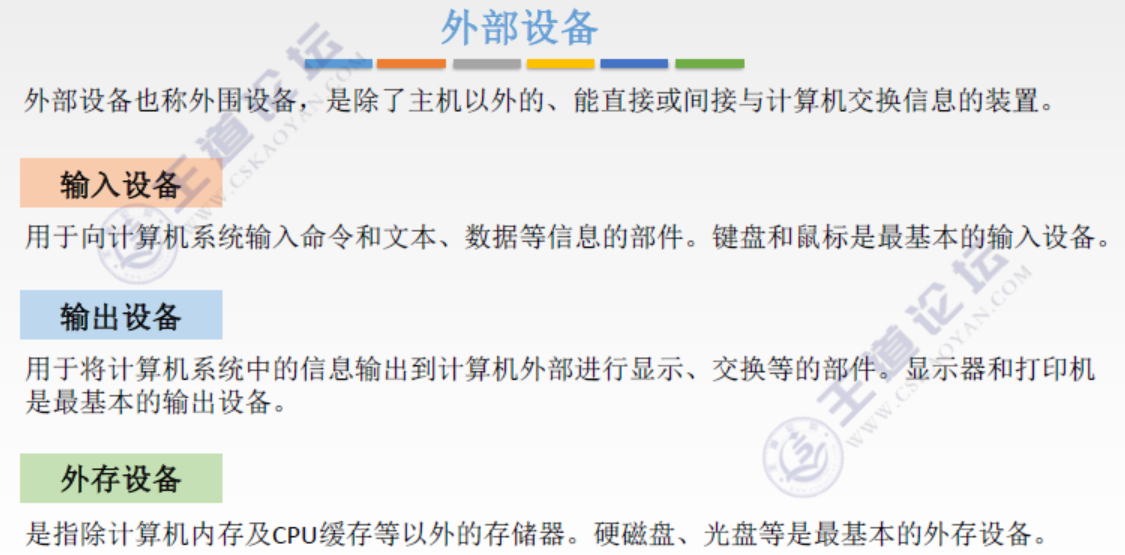 外部设备
外部设备也称外围设备，是除了主机以外的、能直接或间接与计算机交换信息的装置。
输入设备
用于向计算机系统输入命令和文本、数据等信息的部件。键盘和鼠标是最基本的输入设备。
输出设备
用于将计算机系统中的信息输出到计算机外部进行显示、交换等的部件。显示器和打印机
是最基本的输出设备。
外存设备
是指除计算机内存及CPU缓存等以外的存储器。硬磁盘、光盘等是最基本的外存设备。
王道论坛
WWW.CSKAOYAN.COM
王道论坛
WWW.CSKAOYAN.COM